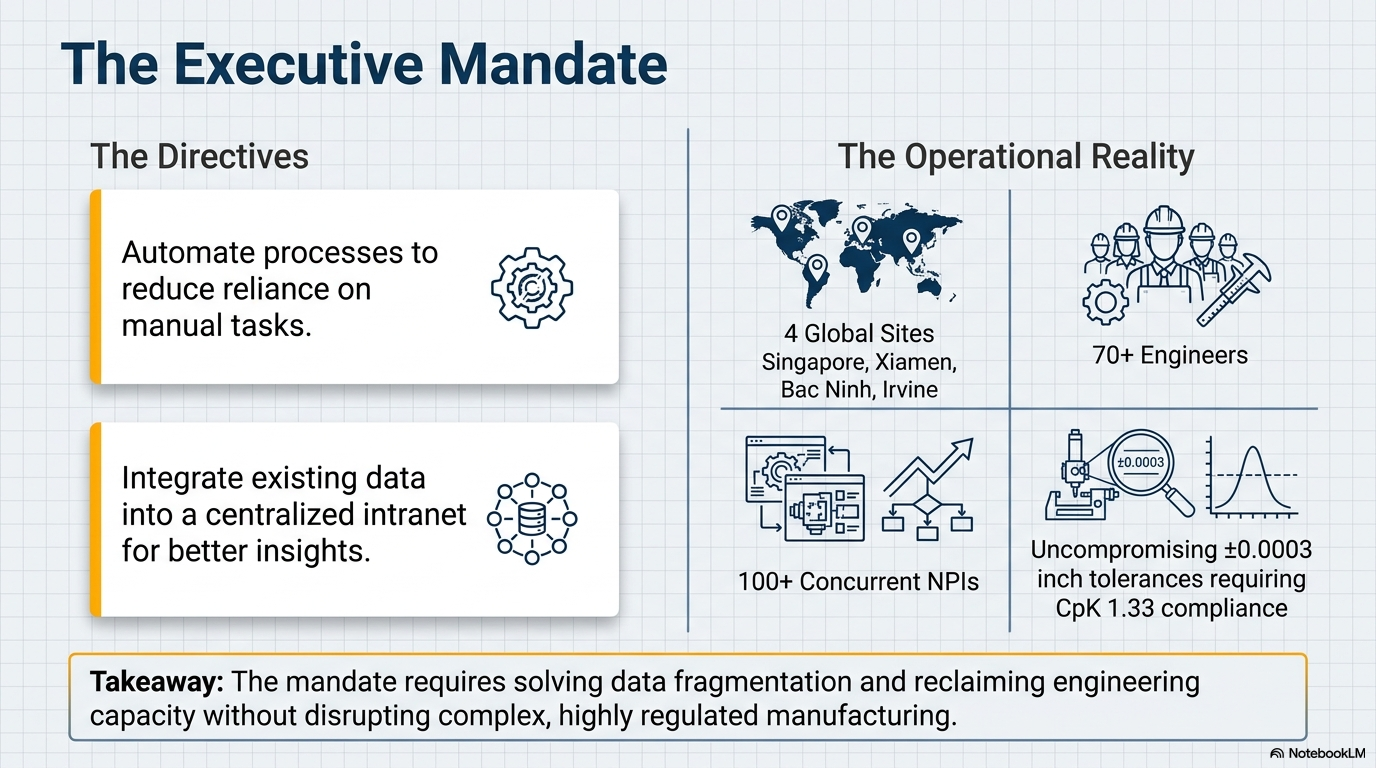 The Executive Mandate
The Directives
Automate processes to
reduce reliance on
manual tasks.
Integrate existing data
into a centralized intranet
for better insights.
The Operational Reality
4 Global Sites
Singapore, Xiamen,
Bac Ninh, Irvine
70+ Engineers
100+ Concurrent NPIs
±0.0003
Uncompromising ±0.0003
inch tolerances requiring
CpK 1.33 compliance
Takeaway: The mandate requires solving data fragmentation and reclaiming engineering
capacity without disrupting complex, highly regulated manufacturing.
NotebookLM